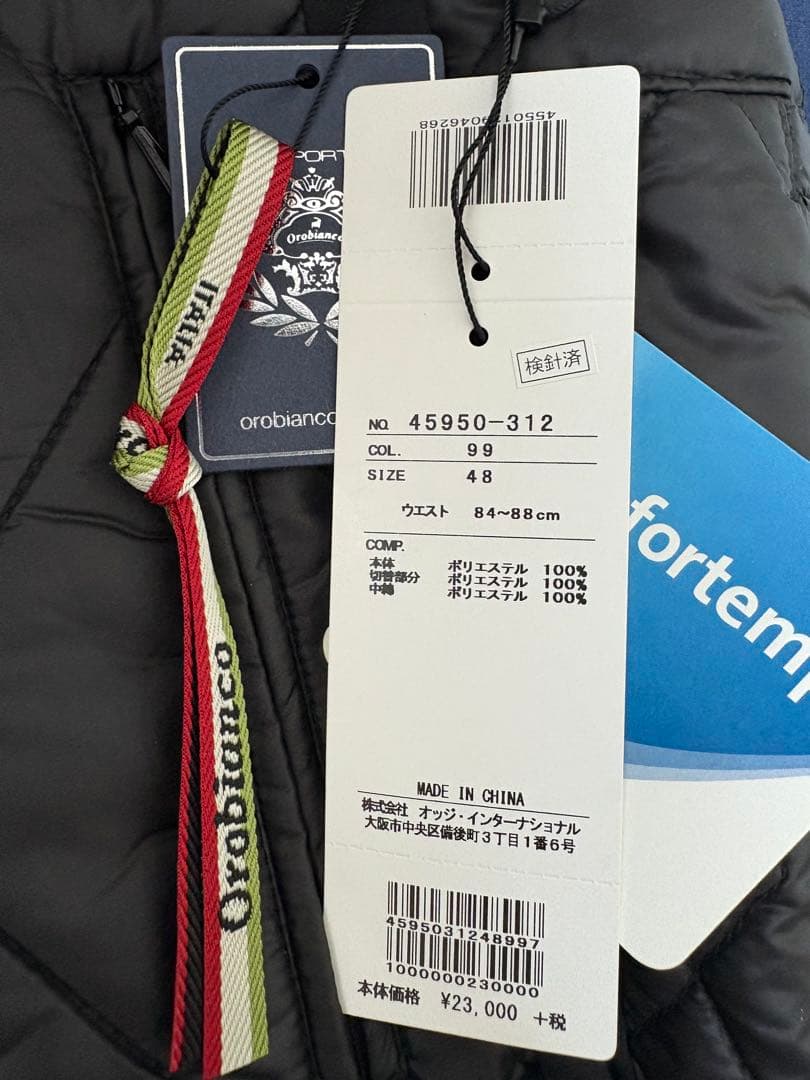 PORT
Orobianco
orobianco
ITALIA
Orobianco
検針済
NO. 45950-312
COL. 99
SIZE 48
ウエスト 84～88cm
COMP.
本体 ポリエステル 100%
切替部分 ポリエステル 100%
中綿 ポリエステル 100%
MADE IN CHINA
株式会社 オッジ・インターナショナル
大阪市中央区備後町3丁目1番6号
4595031248997
1000000230000
本体価格 ¥23,000 +税
fortemp